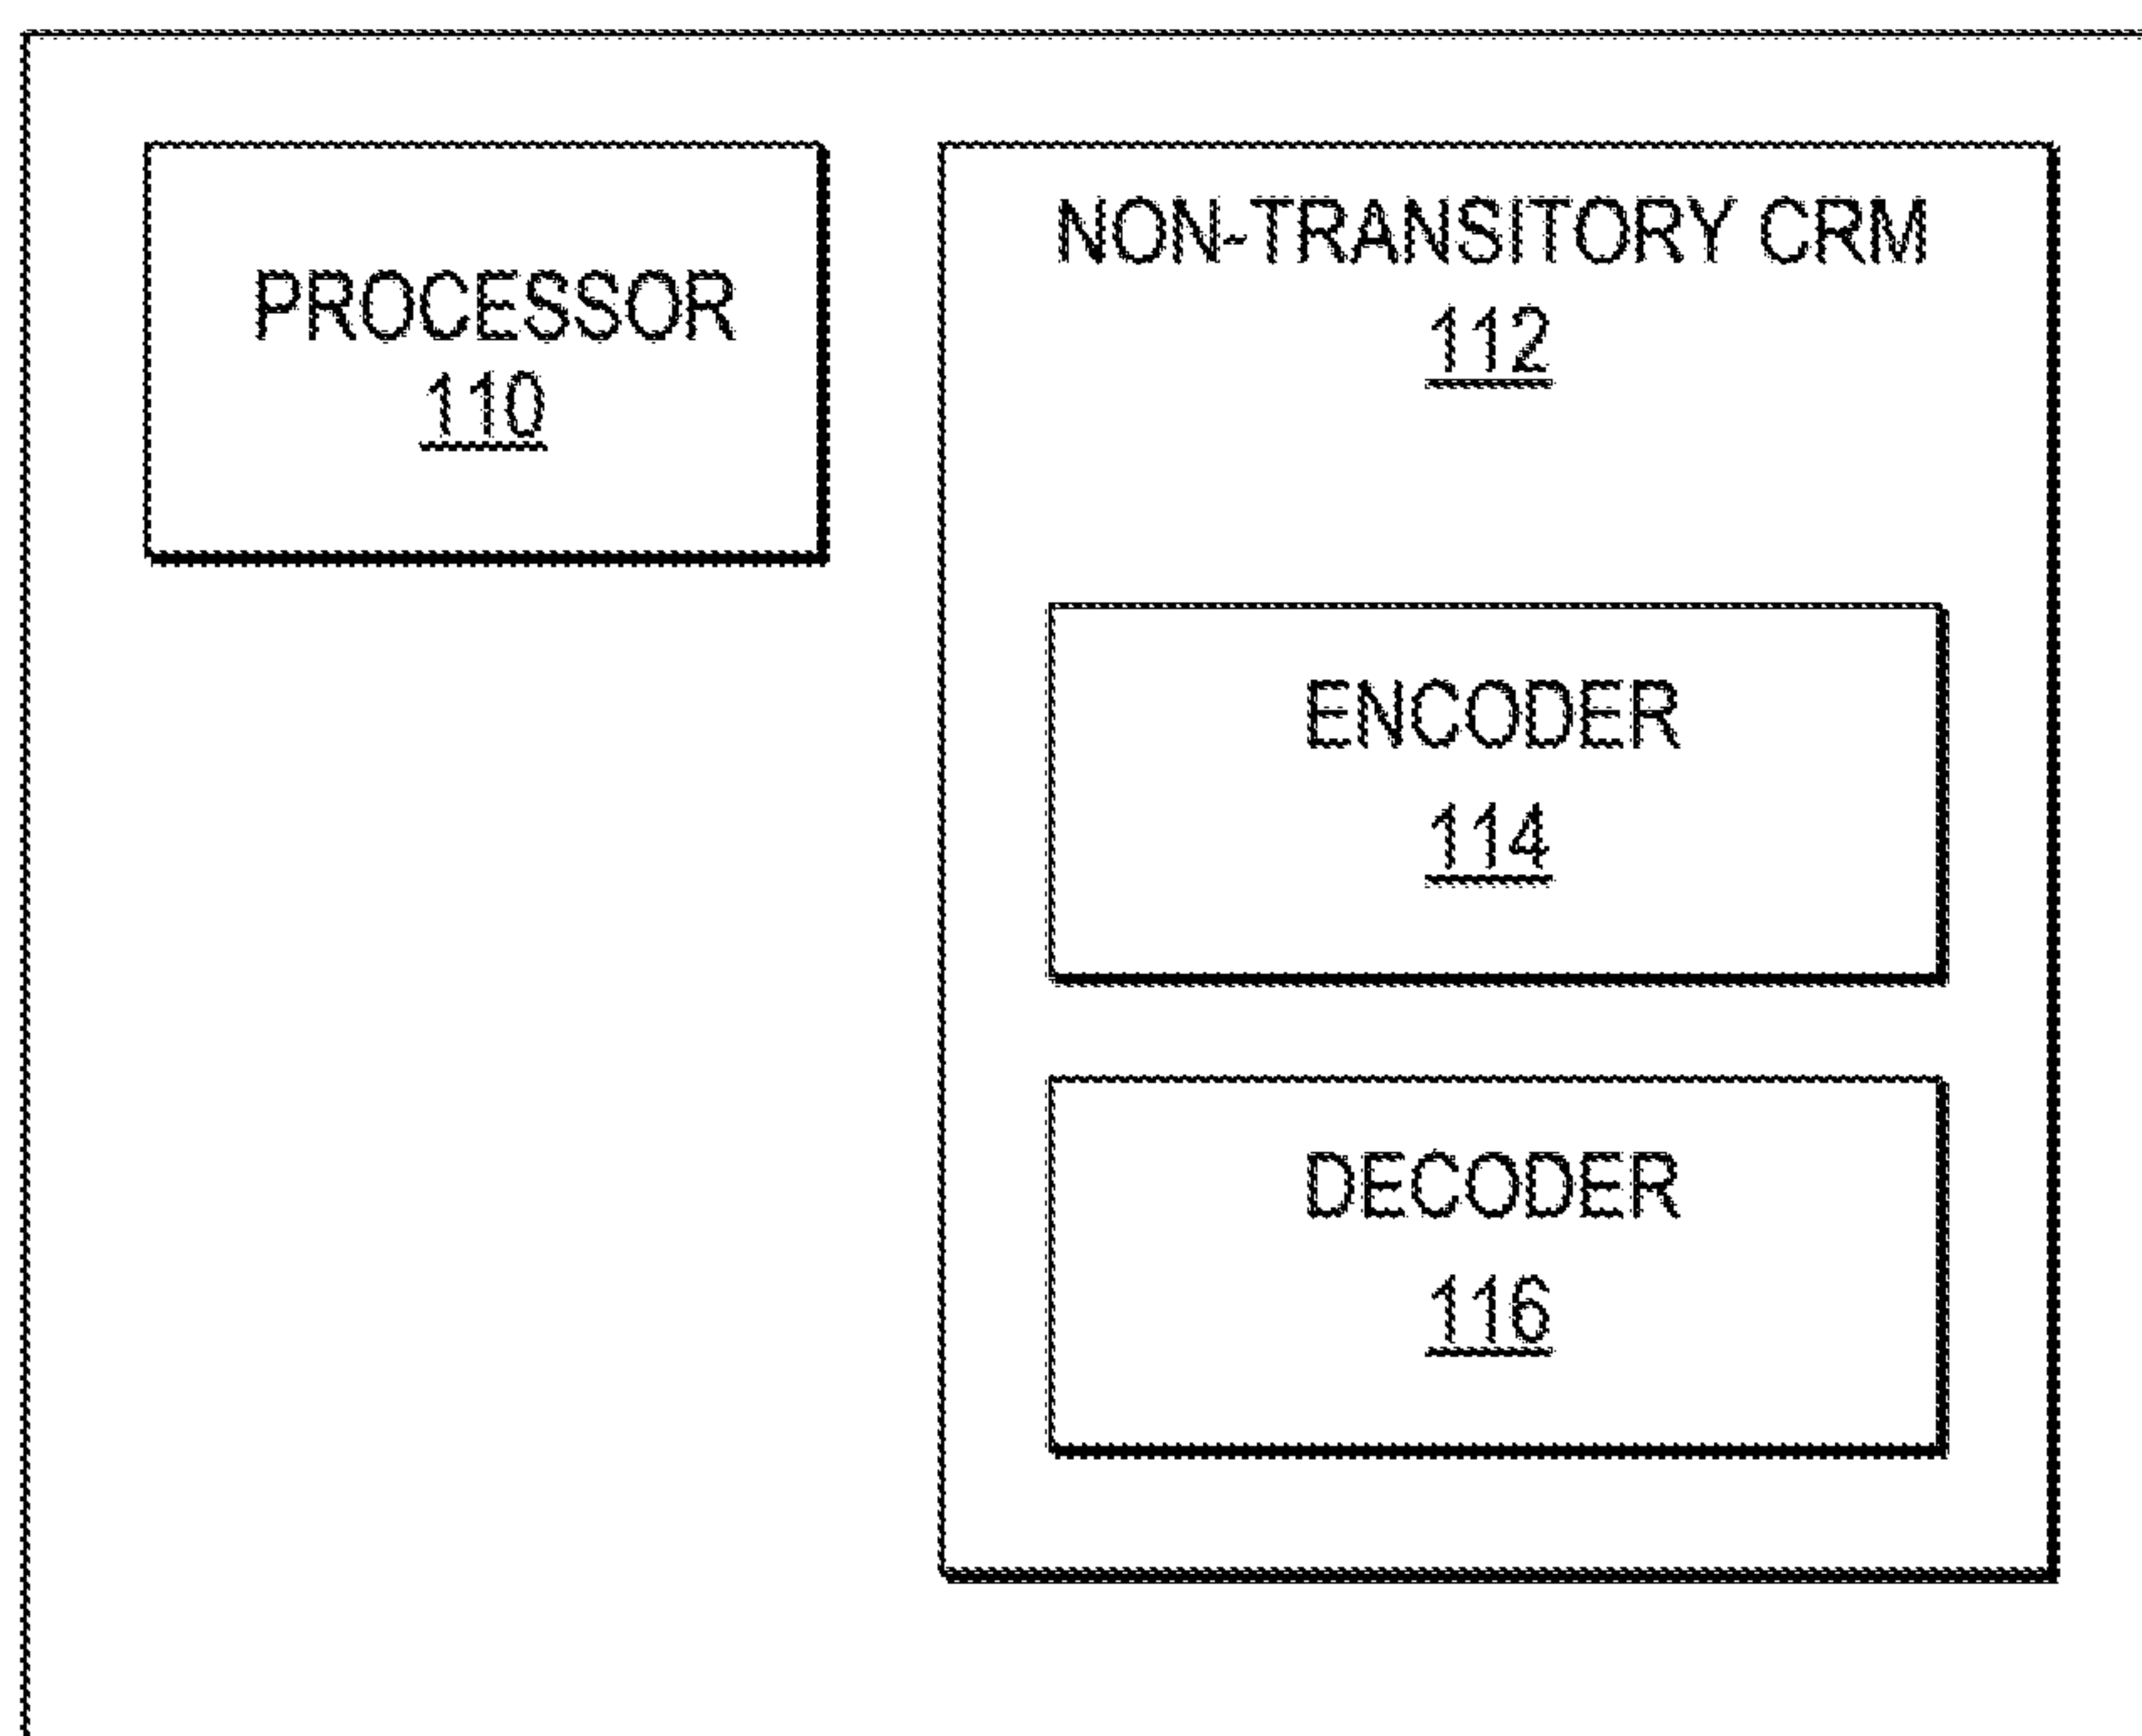 PROCESSOR
110
NON-TRANSITORY CRM
112
ENCODER
114
DECODER
116